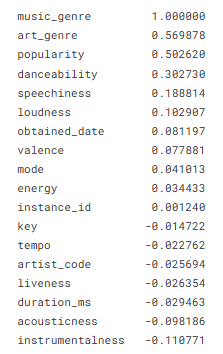 music_genre 1.000000
art_genre 0.569878
popularity 0.502620
danceability 0.302730
speechiness 0.188814
loudness 0.102907
obtained_date 0.081197
valence 0.077881
mode 0.041013
energy 0.034433
instance_id 0.001240
key -0.014722
tempo -0.022762
artist_code -0.025694
liveness -0.026354
duration_ms -0.029463
acousticness -0.098186
instrumentalness -0.110771